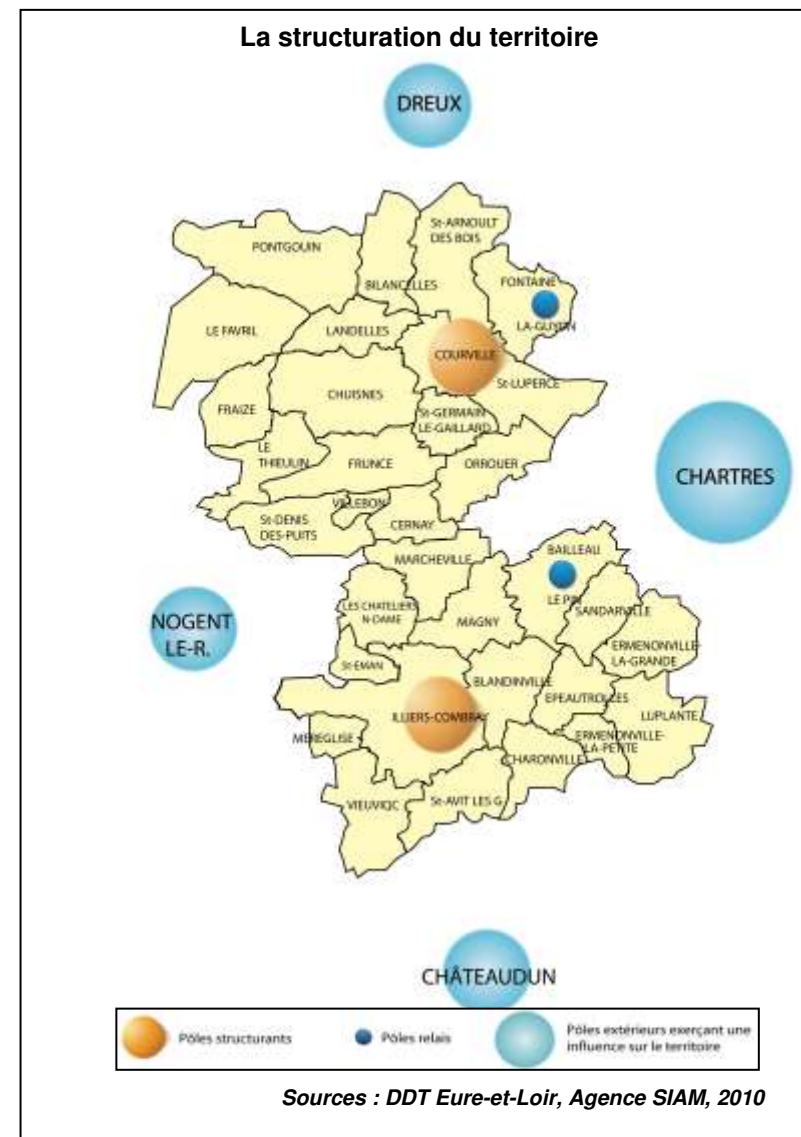 La structuration du territoire
DREUX
St-ARNOULT
DES BOIS
PONTGOUIN
BILANCELLES
FONTAINE
LA-GUYON
LE FAVRIL
LANDELLES
COURVILLE
St-LUPERCE
CHUISNES
FRAIZE
St-GERMAIN
LE-GAILLARD
LE
THIEULIN
FRUNCE
ORROUER
CHARTRES
VILLEBON
St-DENIS
DES-PUITS
CERNAY
MARCHEVILLE
BAILLEAU
LE PIN
LES CHATELIERS
N-DAME
MAGNY
SANDARVILLE
NOGENT
LE-R.
ERMENONVILLE-
LA-GRANDE
St-EMAN
BLANDINVILLE
EPEAUTROLLES
ILLIERS-COMBRAY
LUPLANTE
MEREGLISE
ERMENONVILLE-
LA-PETITE
CHARONVILLE
VIEUVIQC
St-AVIT LES G
CHÂTEAUDUN
Pôles structurants
Pôles relais
Pôles extérieurs exerçant une
influence sur le territoire
Sources : DDT Eure-et-Loir, Agence SIAM, 2010